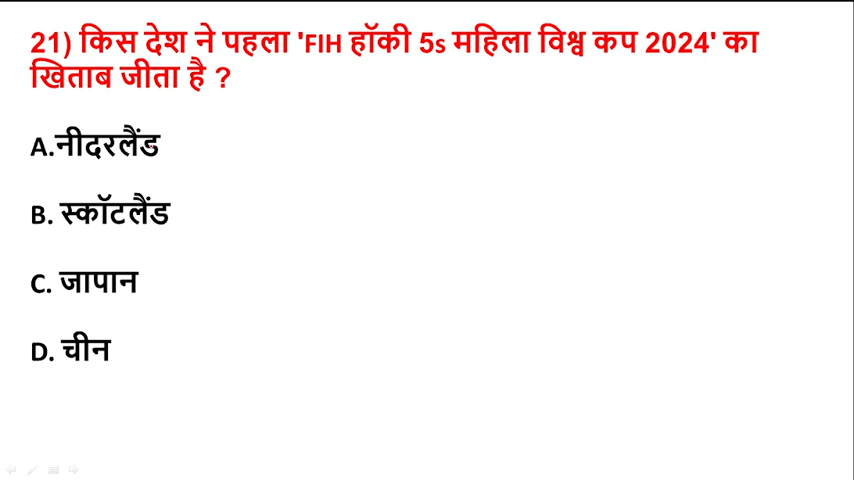 21) किस देश ने पहला 'FIH हॉकी 5s महिला विश्व कप 2024' का
खिताब जीता है ?
A.नीदरलैंड
B. स्कॉटलैंड
C. जापान
D. चीन